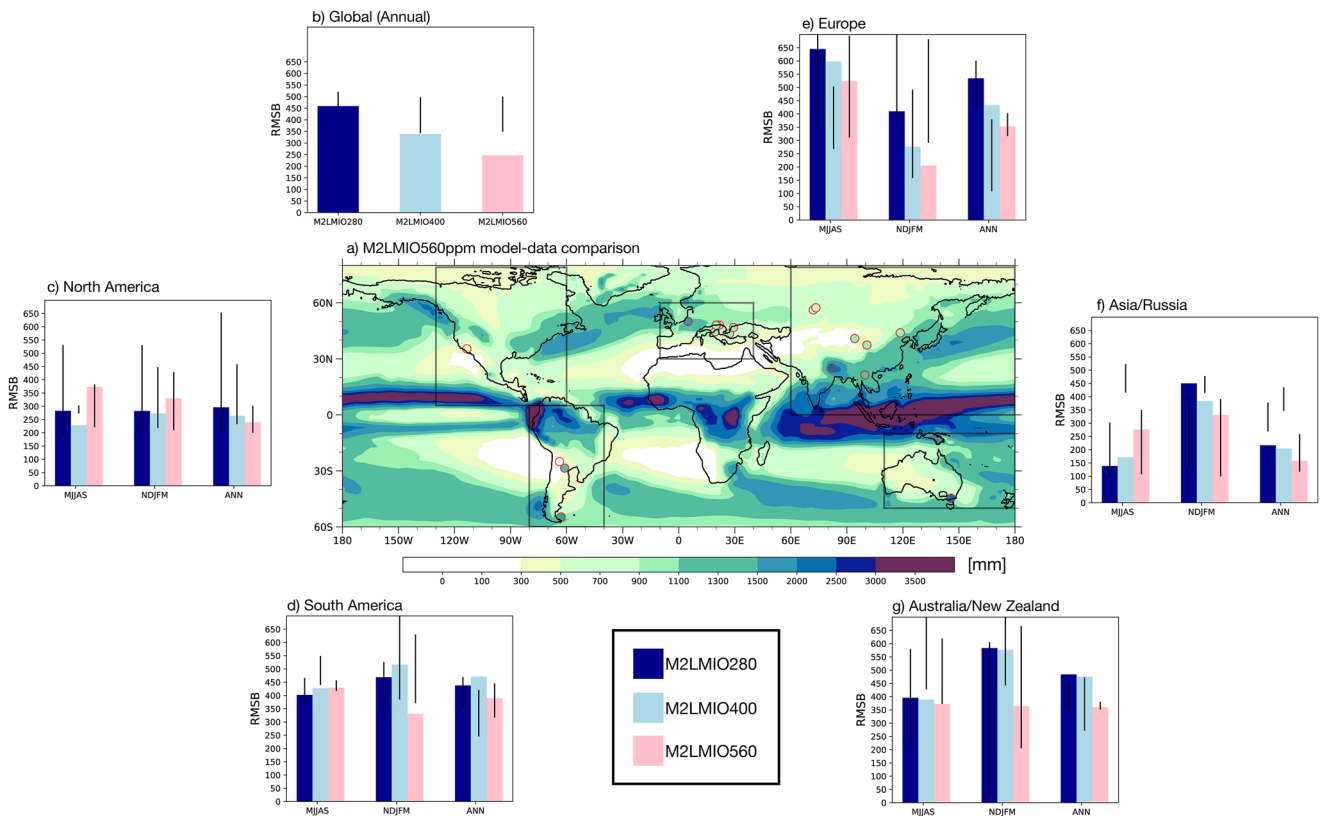 b) Global (Annual)
RMSB
650
600
550
500
450
400
350
300
250
200
150
100
50
0
M2LMIO280 M2LMIO400 M2LMIO560
e) Europe
RMSB
650
600
550
500
450
400
350
300
250
200
150
100
50
0
MJJAS NDJFM ANN
a) M2LMIO560ppm model-data comparison
60N
30N
0
30S
60S
180 150W 120W 90W 60W 30W 0 30E 60E 90E 120E 150E 180
0 100 300 500 700 900 1100 1500 2000 2500 3000 3500
[mm]
c) North America
RMSB
650
600
550
500
450
400
350
300
250
200
150
100
50
0
MJJAS NDJFM ANN
f) Asia/Russia
RMSB
650
600
550
500
450
400
350
300
250
200
150
100
50
0
MJJAS NDJFM ANN
d) South America
RMSB
650
600
550
500
450
400
350
300
250
200
150
100
50
0
MJJAS NDJFM ANN
M2LMIO280
M2LMIO400
M2LMIO560
g) Australia/New Zealand
RMSB
650
600
550
500
450
400
350
300
250
200
150
100
50
0
MJJAS NDJFM ANN